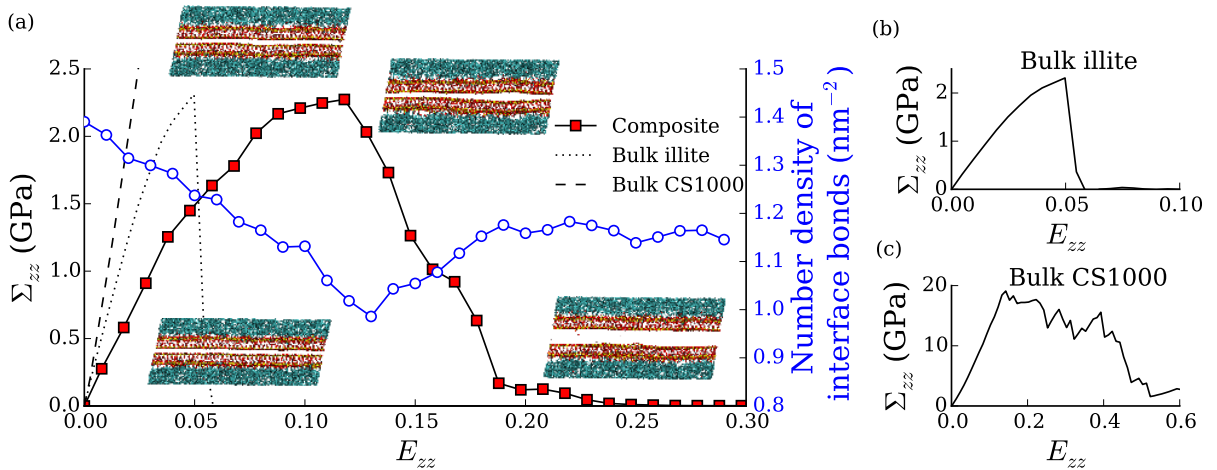 (a)
2.5
2.0
1.5
1.0
0.5
0.0
Σzz (GPa)
0.00
0.05
0.10
0.15
0.20
0.25
0.30
Ezz
Composite
Bulk illite
Bulk CS1000
1.5
1.4
1.3
1.2
1.1
1.0
0.9
0.8
Number density of
interface bonds (nm⁻²)
(b)
Bulk illite
2
1
0
Σzz (GPa)
0.00
0.05
0.10
Ezz
(c)
Bulk CS1000
20
10
0
Σzz (GPa)
0.0
0.2
0.4
0.6
Ezz